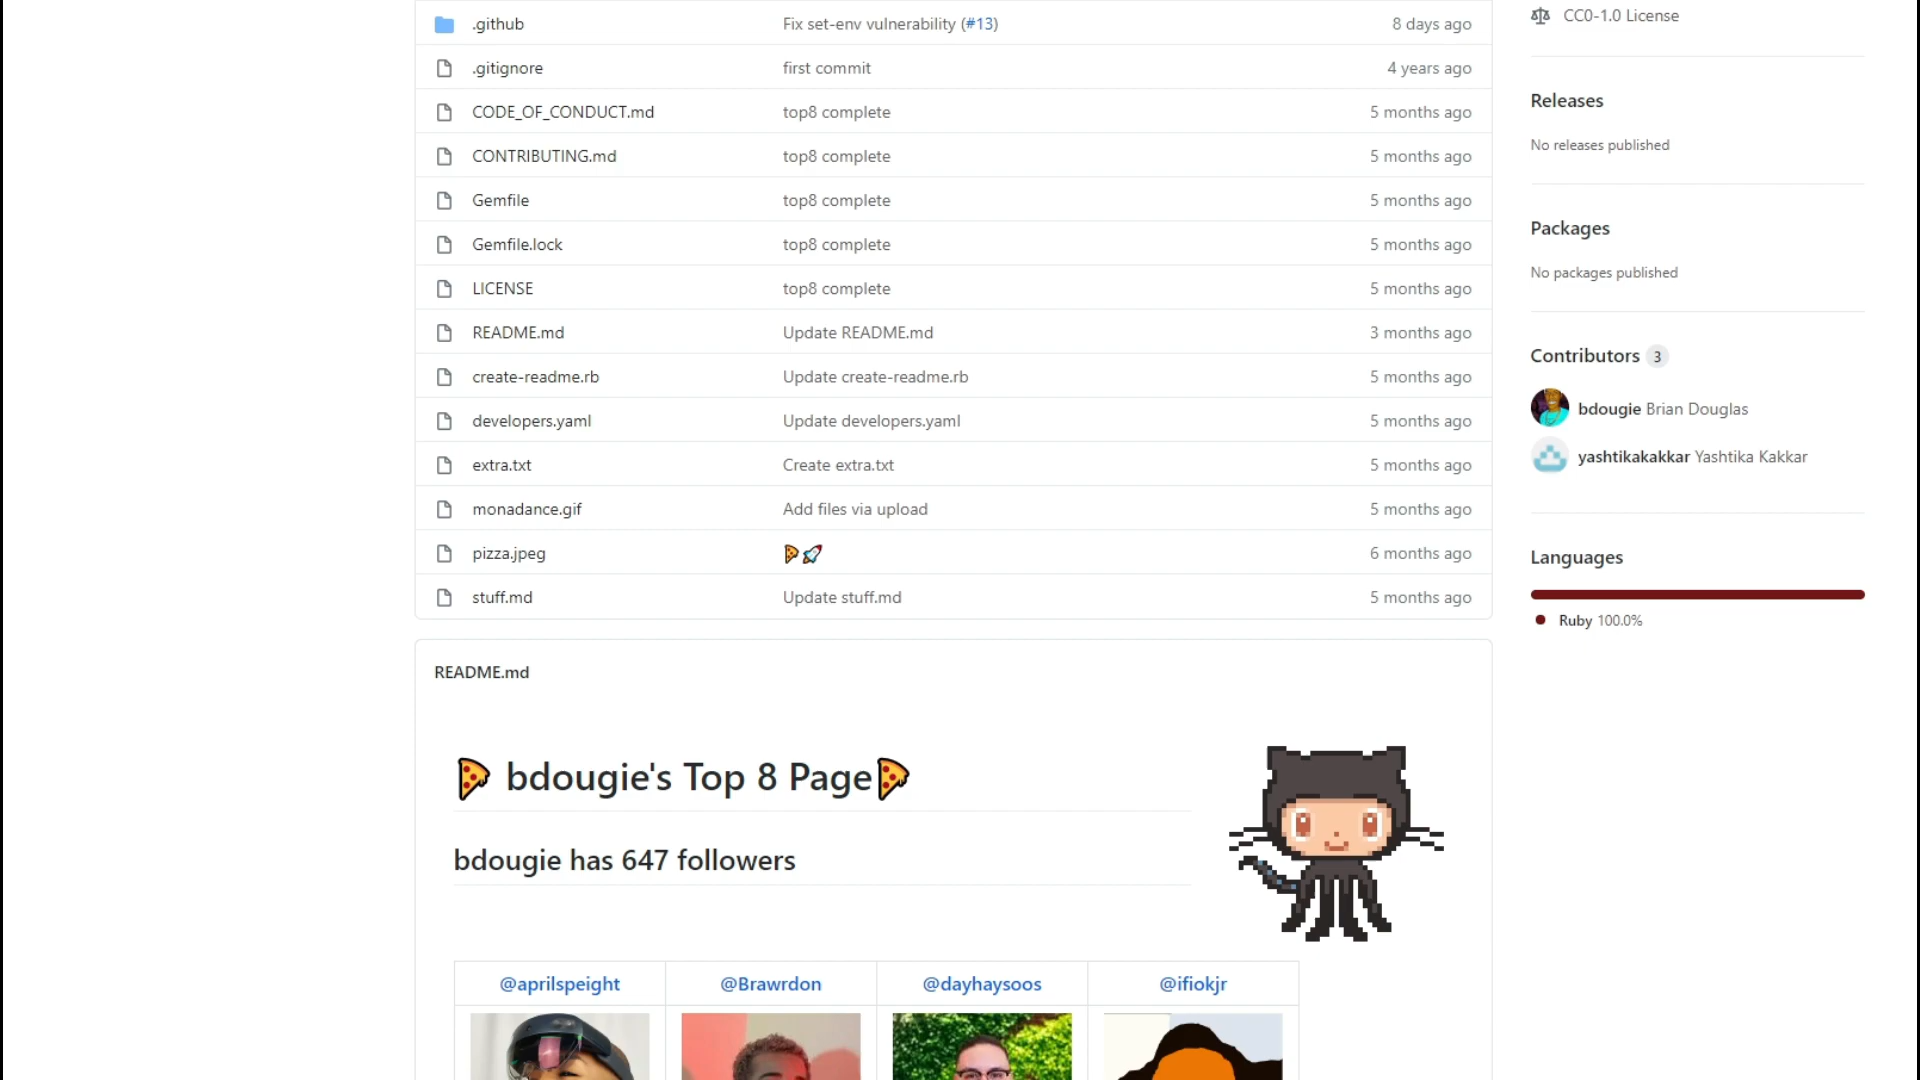 .github Fix set-env vulnerability (#13) 8 days ago
.gitignore first commit 4 years ago
CODE_OF_CONDUCT.md top8 complete 5 months ago
CONTRIBUTING.md top8 complete 5 months ago
Gemfile top8 complete 5 months ago
Gemfile.lock top8 complete 5 months ago
LICENSE top8 complete 5 months ago
README.md Update README.md 3 months ago
create-readme.rb Update create-readme.rb 5 months ago
developers.yaml Update developers.yaml 5 months ago
extra.txt Create extra.txt 5 months ago
monadance.gif Add files via upload 5 months ago
pizza.jpeg 🍕🚀 6 months ago
stuff.md Update stuff.md 5 months ago
README.md
🍕 bdougie's Top 8 Page🍕
bdougie has 647 followers
@aprilspeight @Brawrdon @dayhaysoos @ifiokjr
CC0-1.0 License
Releases
No releases published
Packages
No packages published
Contributors 3
bdougie Brian Douglas
yashtikakakkar Yashtika Kakkar
Languages
Ruby 100.0%